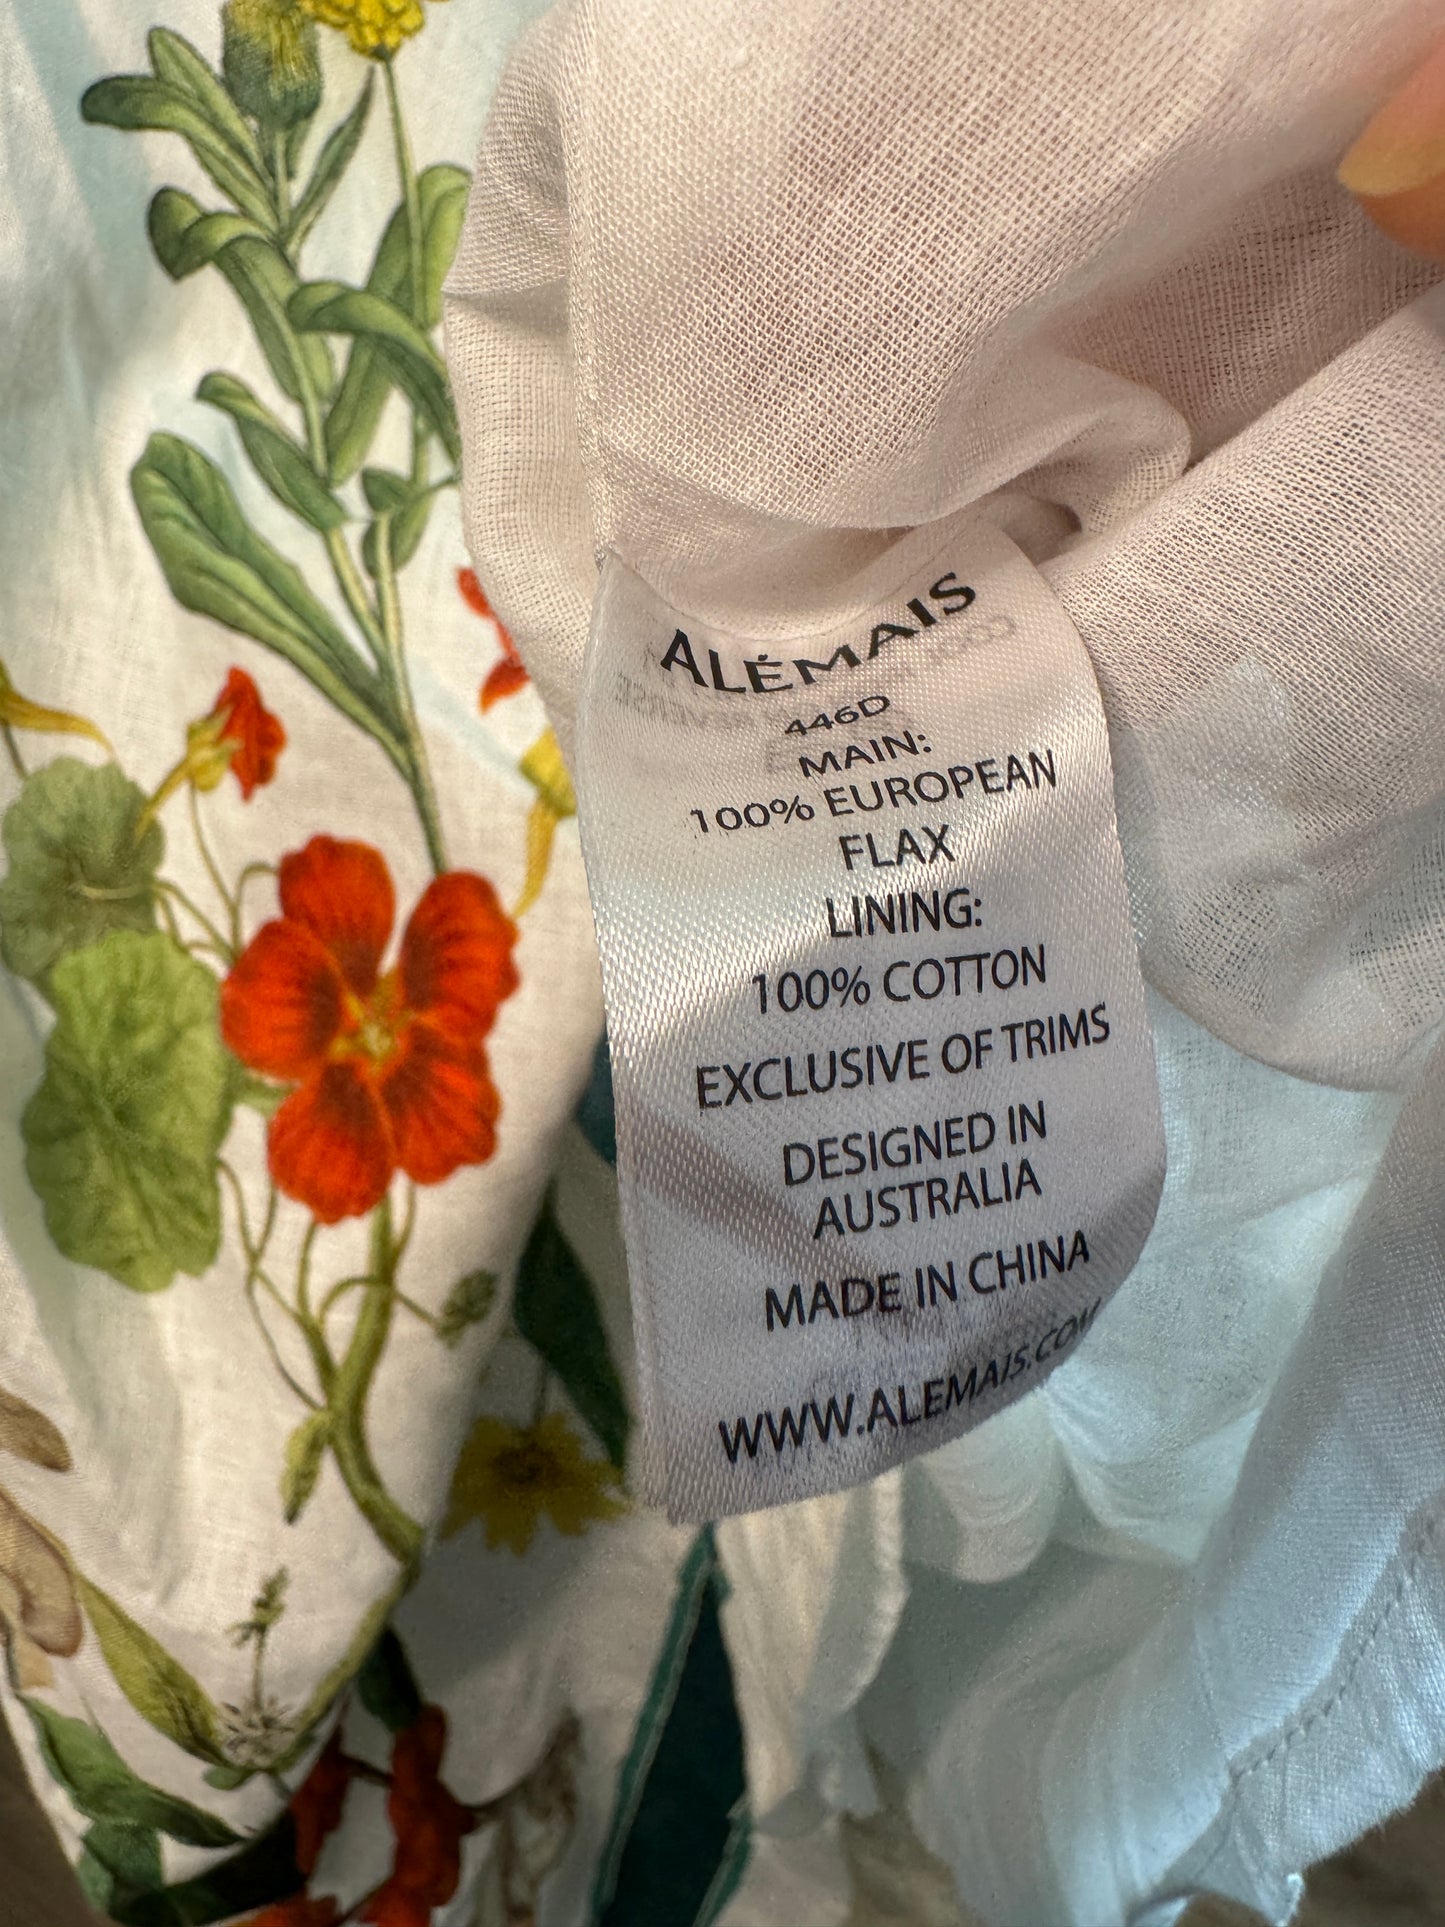 ALÉMAIS
446D
MAIN:
100% EUROPEAN
FLAX
LINING:
100% COTTON
EXCLUSIVE OF TRIMS
DESIGNED IN
AUSTRALIA
MADE IN CHINA
WWW.ALEMAIS.COM